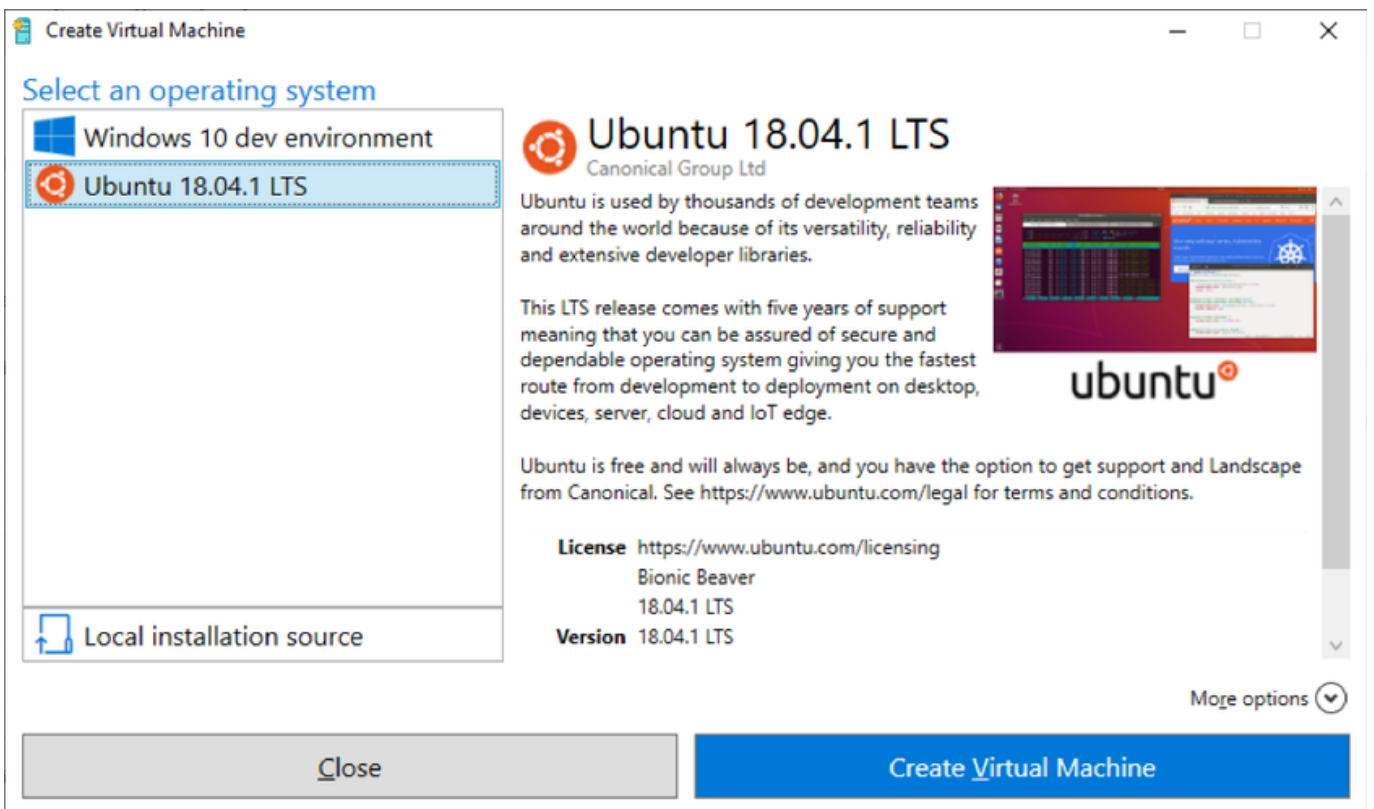 Create Virtual Machine
Select an operating system
Windows 10 dev environment
Ubuntu 18.04.1 LTS
Local installation source
Ubuntu 18.04.1 LTS
Canonical Group Ltd
Ubuntu is used by thousands of development teams
around the world because of its versatility, reliability
and extensive developer libraries.
This LTS release comes with five years of support
meaning that you can be assured of secure and
dependable operating system giving you the fastest
route from development to deployment on desktop,
devices, server, cloud and IoT edge.
ubuntu
Ubuntu is free and will always be, and you have the option to get support and Landscape
from Canonical. See https://www.ubuntu.com/legal for terms and conditions.
License https://www.ubuntu.com/licensing
Bionic Beaver
18.04.1 LTS
Version 18.04.1 LTS
More options
Close
Create Virtual Machine